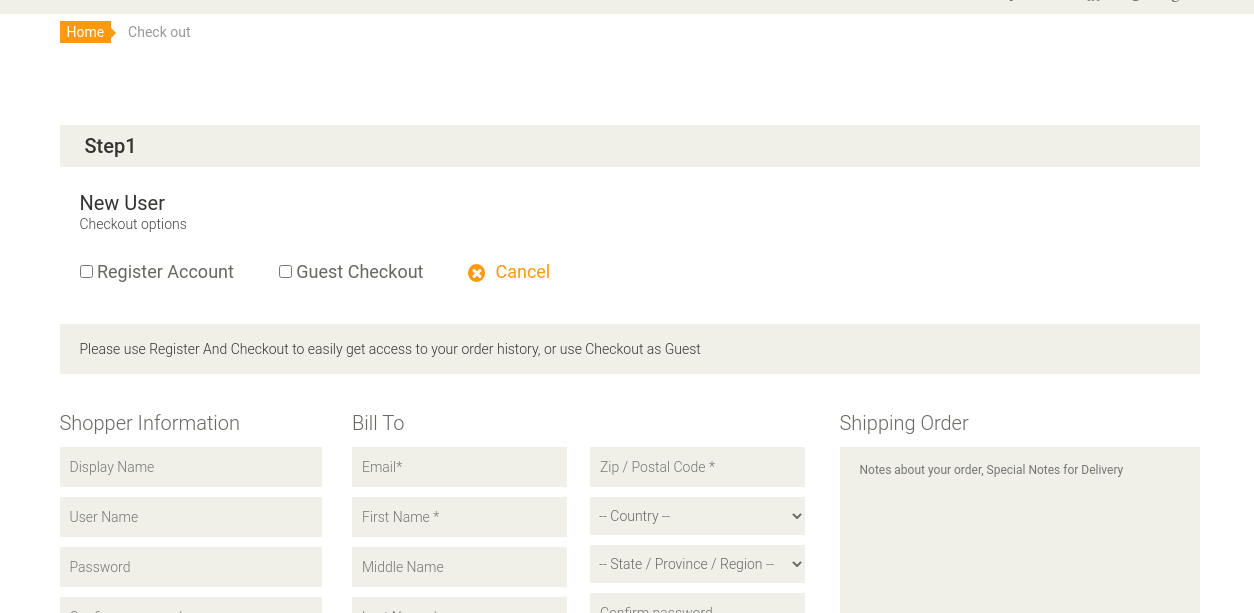 Home Check out
Step1
New User
Checkout options
Register Account Guest Checkout Cancel
Please use Register And Checkout to easily get access to your order history, or use Checkout as Guest
Shopper Information Bill To Shipping Order
Display Name Email* Zip / Postal Code * Notes about your order, Special Notes for Delivery
User Name First Name * -- Country --
Password Middle Name -- State / Province / Region --
Confirm password